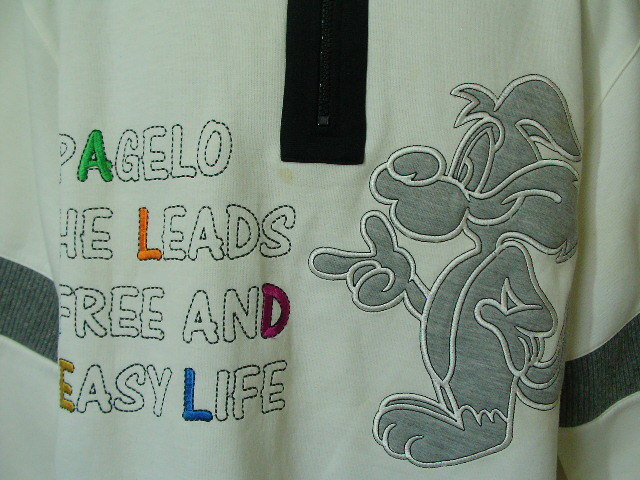 PAGELO
HE LEADS
FREE AND
EASY LIFE